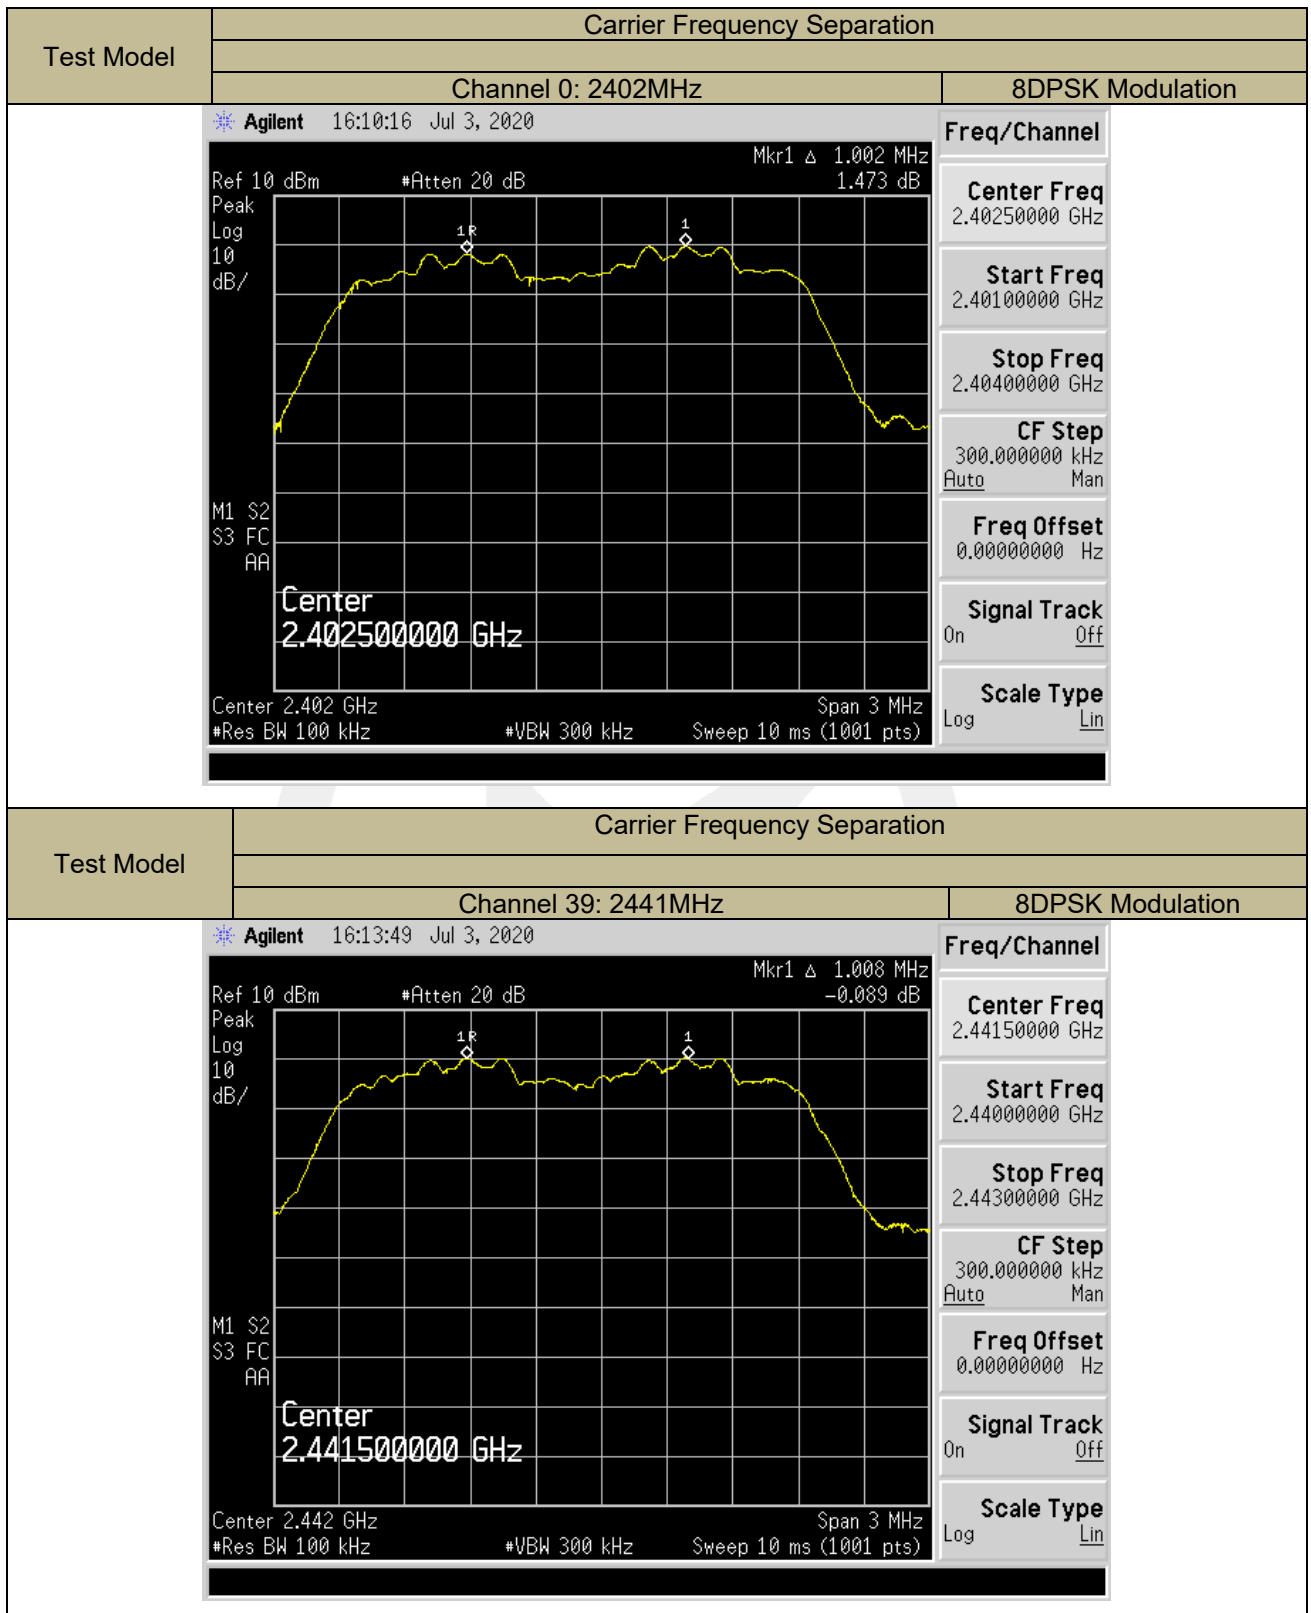 Test Model
Carrier Frequency Separation
Channel 0: 2402MHz 8DPSK Modulation
Agilent 16:10:16 Jul 3, 2020
Freq/Channel
Mkr1 Δ 1.002 MHz
Ref 10 dBm #Atten 20 dB 1.473 dB
Peak
Log
10
dB/
1R
1
Center Freq
2.40250000 GHz
Start Freq
2.40100000 GHz
Stop Freq
2.40400000 GHz
CF Step
300.000000 kHz
Auto Man
M1 S2
S3 FC
AA
Freq Offset
0.00000000 Hz
Center
2.402500000 GHz
Signal Track
On Off
Scale Type
Log Lin
Center 2.402 GHz Span 3 MHz
#Res BW 100 kHz #VBW 300 kHz Sweep 10 ms (1001 pts)
Test Model
Carrier Frequency Separation
Channel 39: 2441MHz 8DPSK Modulation
Agilent 16:13:49 Jul 3, 2020
Freq/Channel
Mkr1 Δ 1.008 MHz
Ref 10 dBm #Atten 20 dB -0.089 dB
Peak
Log
10
dB/
1R
1
Center Freq
2.44150000 GHz
Start Freq
2.44000000 GHz
Stop Freq
2.44300000 GHz
CF Step
300.000000 kHz
Auto Man
M1 S2
S3 FC
AA
Freq Offset
0.00000000 Hz
Center
2.441500000 GHz
Signal Track
On Off
Scale Type
Log Lin
Center 2.442 GHz Span 3 MHz
#Res BW 100 kHz #VBW 300 kHz Sweep 10 ms (1001 pts)